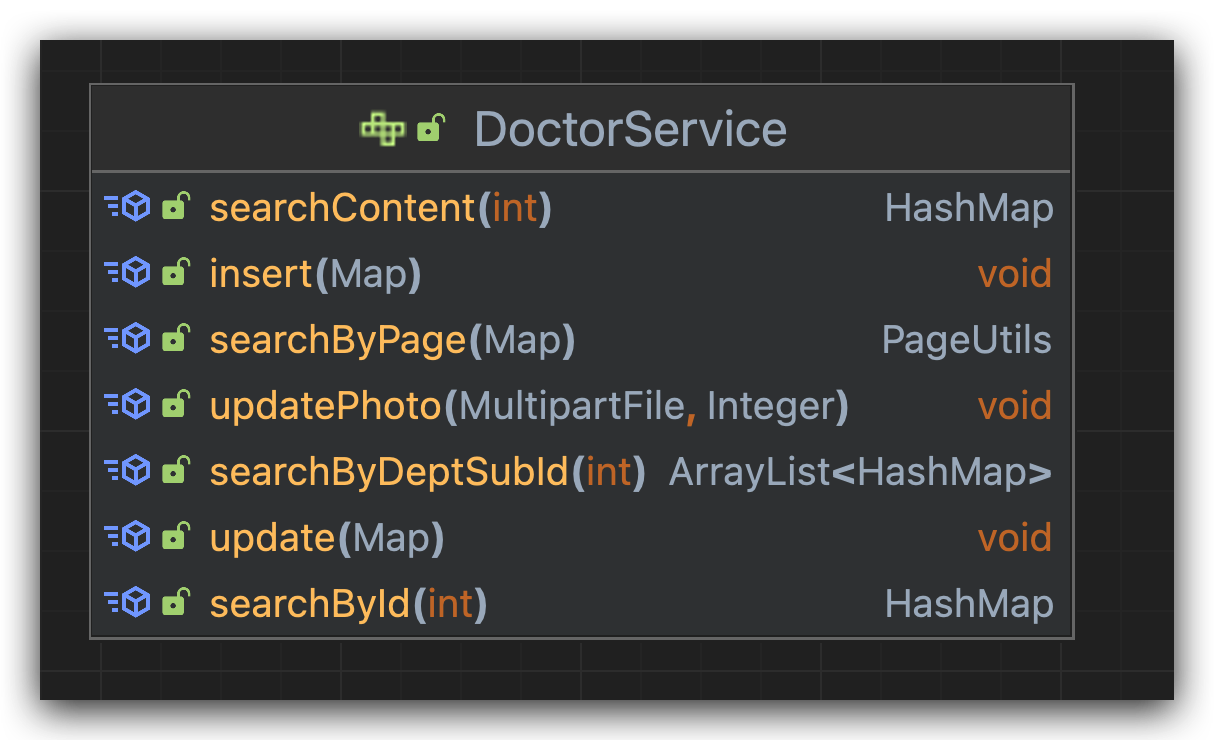 DoctorService
searchContent(int) HashMap
insert(Map) void
searchByPage(Map) PageUtils
updatePhoto(MultipartFile, Integer) void
searchByDeptSubId(int) ArrayList<HashMap>
update(Map) void
searchById(int) HashMap